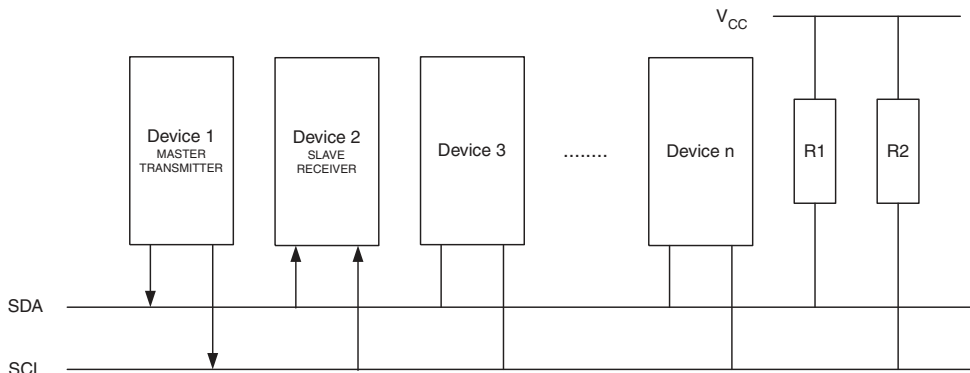 VCC
Device 1
MASTER
TRANSMITTER
Device 2
SLAVE
RECEIVER
Device 3
........
Device n
R1
R2
SDA
SCL